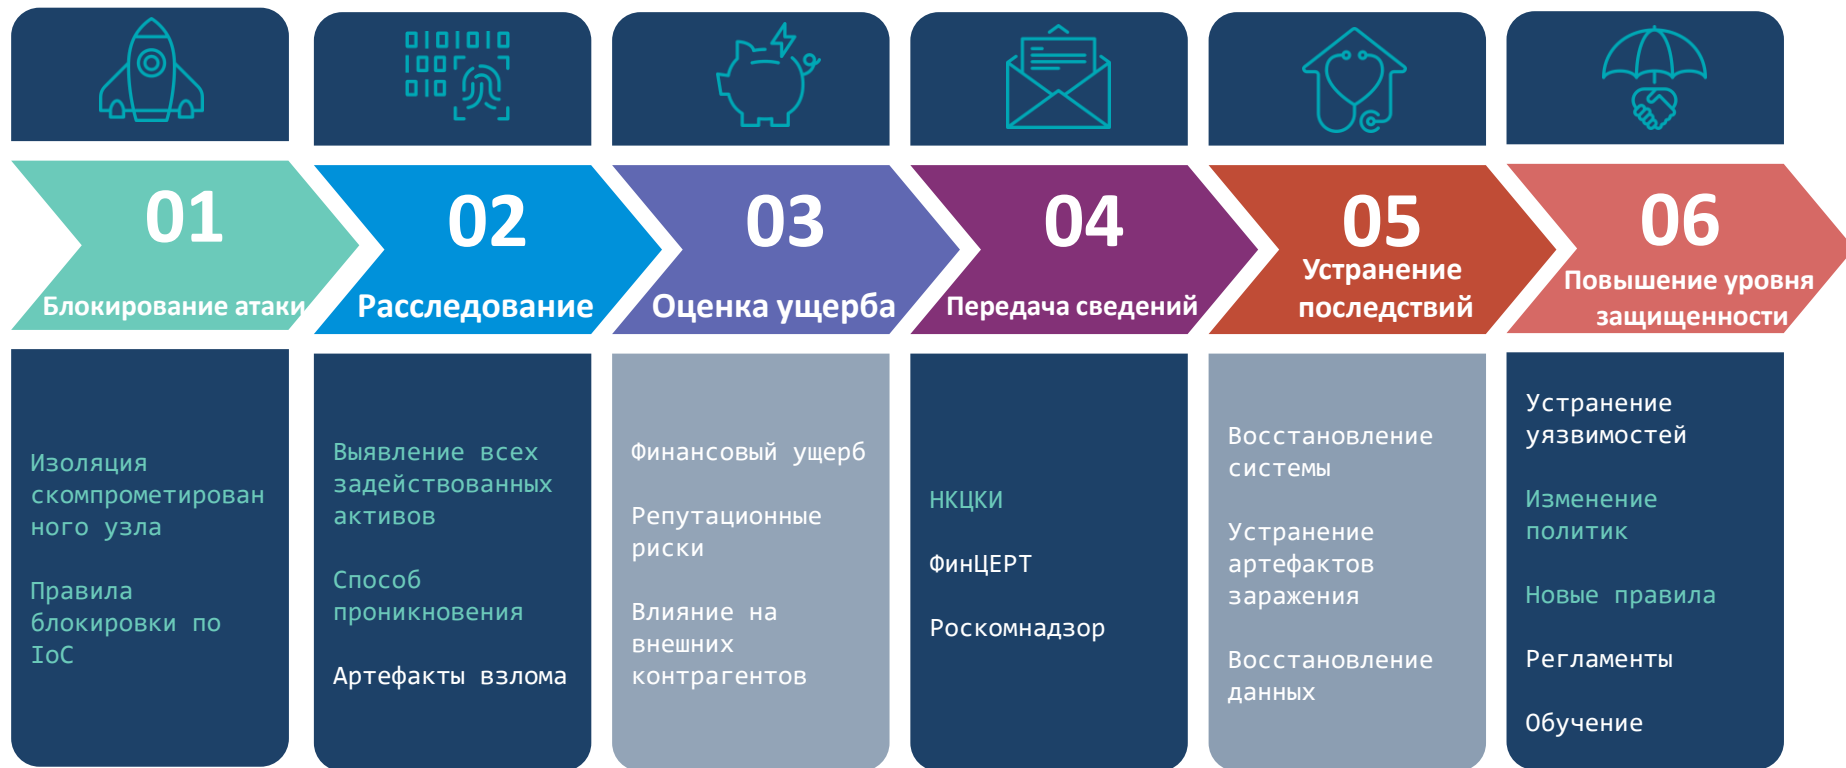 01
Блокирование атаки
Изоляция
скомпрометирован
ного узла
Правила
блокировки по
IoC
02
Расследование
Выявление всех
задействованных
активов
Способ
проникновения
Артефакты взлома
03
Оценка ущерба
Финансовый ущерб
Репутационные
риски
Влияние на
внешних
контрагентов
04
Передача сведений
НКЦКИ
ФинЦЕРТ
Роскомнадзор
05
Устранение
последствий
Восстановление
системы
Устранение
артефактов
заражения
Восстановление
данных
06
Повышение уровня
защищенности
Устранение
уязвимостей
Изменение
политик
Новые правила
Регламенты
Обучение